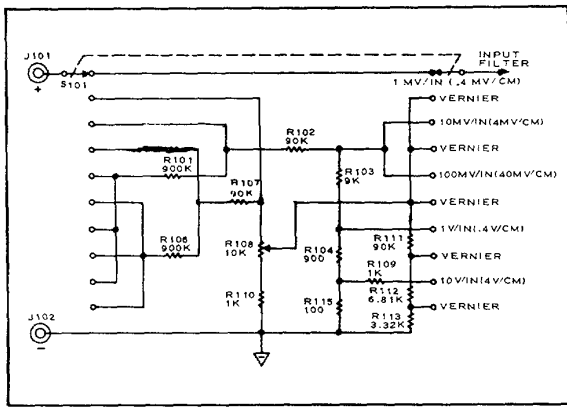 J101
+
S101
INPUT
FILTER
1 MV/IN (.4 MV/CM)
VERNIER
10MV/IN(4MV/CM)
R102
90K
VERNIER
R101
900K
R103
9K
100MV/IN(40MV/CM)
R107
90K
VERNIER
1V/IN(.4V/CM)
R106
900K
R108
10K
R104
900
R111
90K
R109
1K
VERNIER
10V/IN(4V/CM)
R110
1K
R115
100
R112
6.81K
VERNIER
R113
3.32K
J102
−